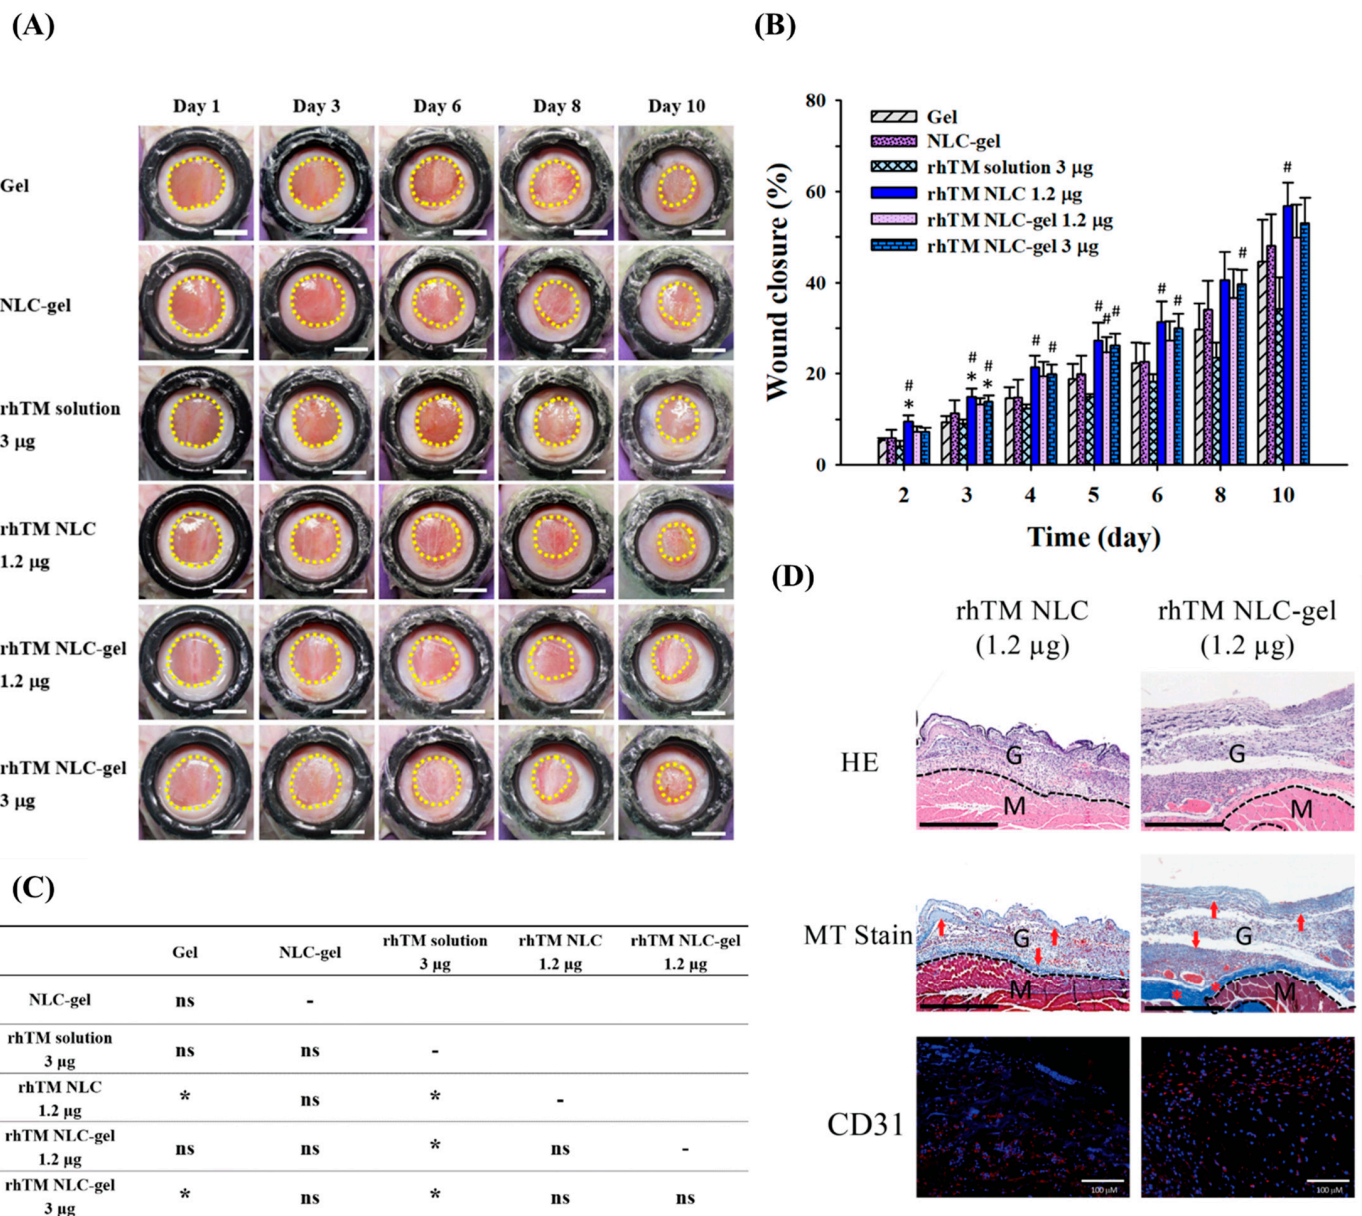 (A)
Day 1 Day 3 Day 6 Day 8 Day 10
Gel
NLC-gel
rhTM solution
3 µg
rhTM NLC
1.2 µg
rhTM NLC-gel
1.2 µg
rhTM NLC-gel
3 µg
(B)
Wound closure (%)
80
60
40
20
0
Gel
NLC-gel
rhTM solution 3 µg
rhTM NLC 1.2 µg
rhTM NLC-gel 1.2 µg
rhTM NLC-gel 3 µg
#
*
# #
* *
# #
# # #
# #
#
#
2 3 4 5 6 8 10
Time (day)
(C)
Gel NLC-gel rhTM solution 3 µg rhTM NLC 1.2 µg rhTM NLC-gel 1.2 µg
NLC-gel ns -
rhTM solution 3 µg ns ns -
rhTM NLC 1.2 µg * ns * -
rhTM NLC-gel 1.2 µg ns ns * ns -
rhTM NLC-gel 3 µg * ns * ns ns
(D)
rhTM NLC
(1.2 µg)
rhTM NLC-gel
(1.2 µg)
HE
G
M
G
M
MT Stain
G
M
G
* *
M
CD31
100 µM
100 µM